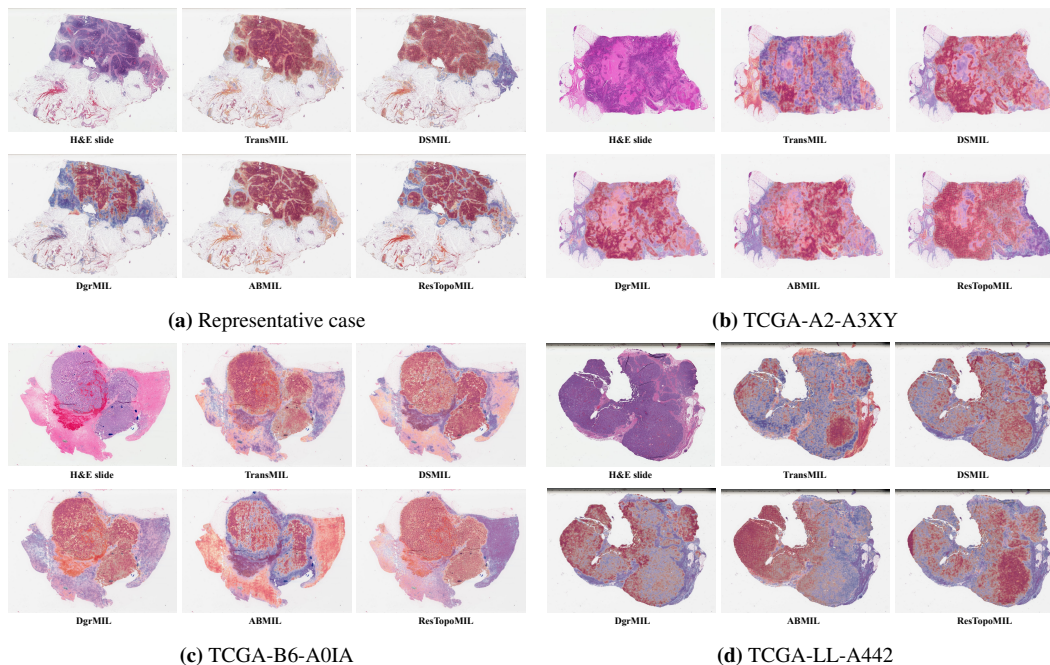 H&E slide TransMIL DSMIL
DgrMIL ABMIL ResTopoMIL
(a) Representative case
H&E slide TransMIL DSMIL
DgrMIL ABMIL ResTopoMIL
(b) TCGA-A2-A3XY
H&E slide TransMIL DSMIL
DgrMIL ABMIL ResTopoMIL
(c) TCGA-B6-A0IA
H&E slide TransMIL DSMIL
DgrMIL ABMIL ResTopoMIL
(d) TCGA-LL-A442